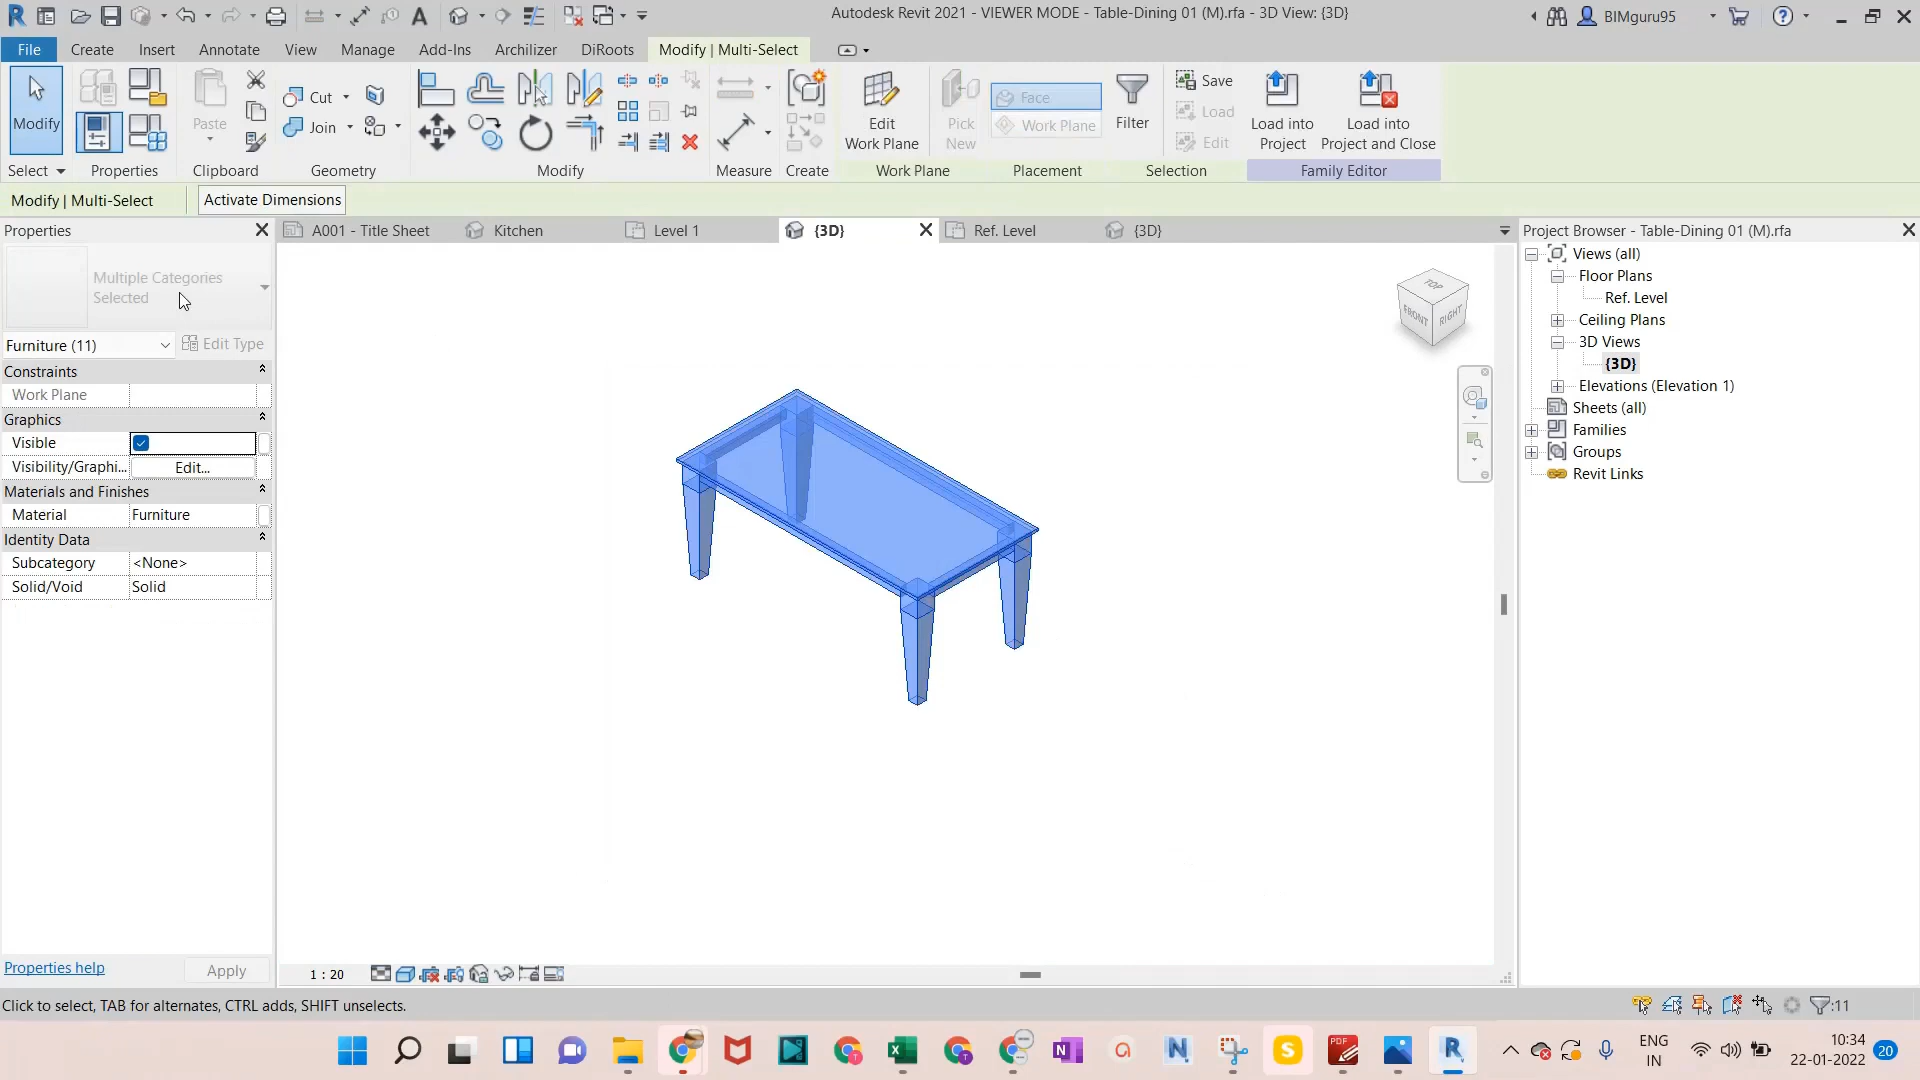 Autodesk Revit 2021 - VIEWER MODE - Table-Dining 01 (M).rfa - 3D View: {3D}
BIMguru95
File Create Insert Annotate View Manage Add-Ins Archilizer DiRoots Modify | Multi-Select
Modify
Paste
Cut
Join
Edit
Work Plane
Pick
New
Face
Work Plane
Filter
Save
Load
Edit
Load into
Project
Load into
Project and Close
Select Properties Clipboard Geometry Modify Measure Create Work Plane Placement Selection Family Editor
Modify | Multi-Select
Activate Dimensions
Properties
A001 - Title Sheet
Kitchen
Level 1
{3D}
Ref. Level
{3D}
Project Browser - Table-Dining 01 (M).rfa
Multiple Categories
Selected
Furniture (11)
Edit Type
Constraints
Work Plane
Graphics
Visible
Visibility/Graphi... Edit...
Materials and Finishes
Material Furniture
Identity Data
Subcategory <None>
Solid/Void Solid
Properties help
Apply
TOP
FRONT
RIGHT
Views (all)
Floor Plans
Ref. Level
Ceiling Plans
3D Views
{3D}
Elevations (Elevation 1)
Sheets (all)
Families
Groups
Revit Links
1 : 20
Click to select, TAB for alternates, CTRL adds, SHIFT unselects.
:11
ENG
IN
10:34
22-01-2022
20